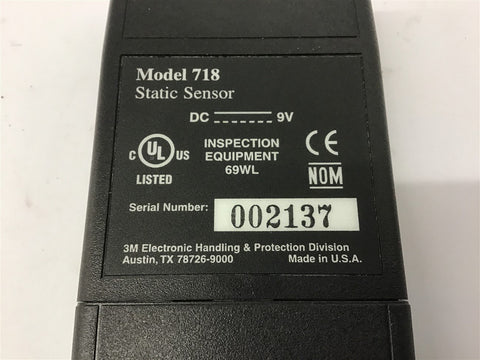 Model 718
Static Sensor
DC 9V
C UL US
LISTED
INSPECTION
EQUIPMENT
69WL
CE
NOM
Serial Number: 002137
3M Electronic Handling & Protection Division
Austin, TX 78726-9000 Made in U.S.A.